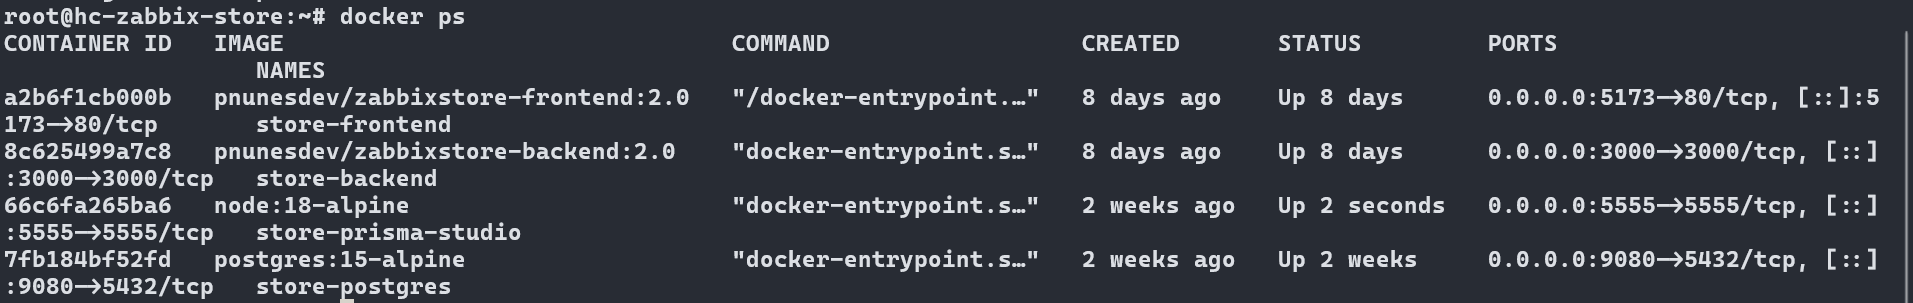 root@hc-zabbix-store:~# docker ps
CONTAINER ID   IMAGE                                COMMAND                  CREATED       STATUS         PORTS
                  NAMES
a2b6f1cb000b   pnunesdev/zabbixstore-frontend:2.0   "/docker-entrypoint.…"   8 days ago    Up 8 days      0.0.0.0:5173->80/tcp, [::]:5
173->80/tcp       store-frontend
8c625499a7c8   pnunesdev/zabbixstore-backend:2.0    "docker-entrypoint.s…"   8 days ago    Up 8 days      0.0.0.0:3000->3000/tcp, [::]
:3000->3000/tcp   store-backend
66c6fa265ba6   node:18-alpine                       "docker-entrypoint.s…"   2 weeks ago   Up 2 seconds   0.0.0.0:5555->5555/tcp, [::]
:5555->5555/tcp   store-prisma-studio
7fb184bf52fd   postgres:15-alpine                   "docker-entrypoint.s…"   2 weeks ago   Up 2 weeks     0.0.0.0:9080->5432/tcp, [::]
:9080->5432/tcp   store-postgres